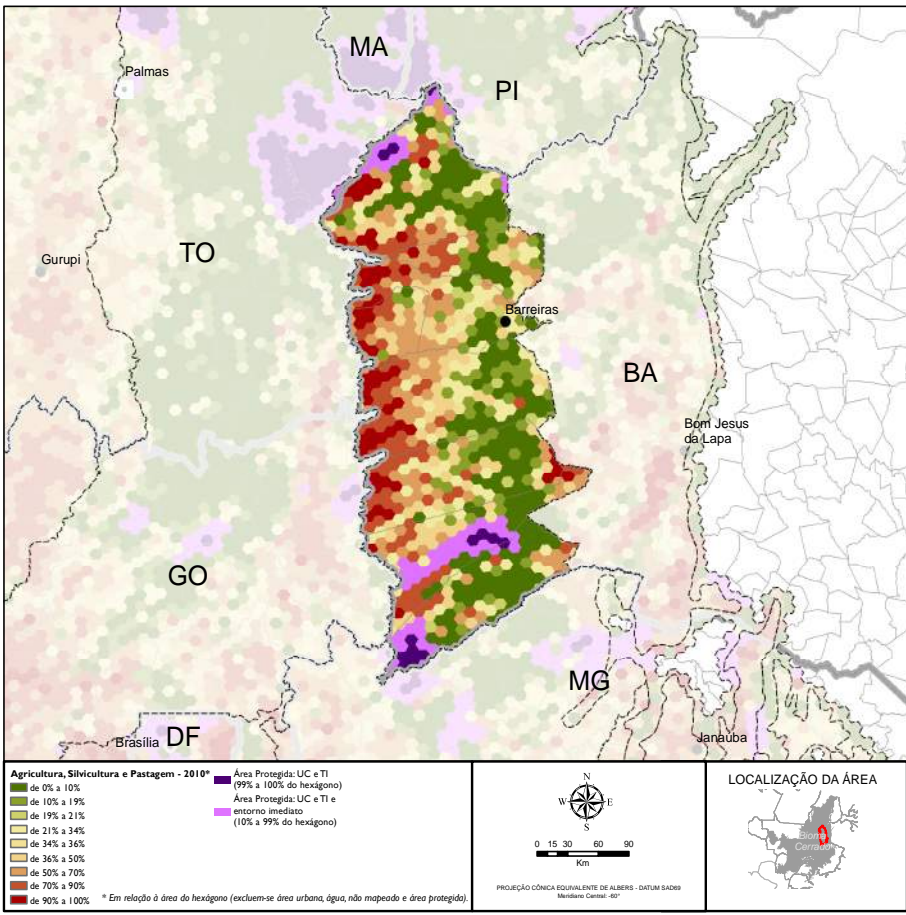 MA
Palmas
PI
TO
Gurupi
Barreiras
BA
Bom Jesus
da Lapa
GO
MG
Brasília DF
Janaúba
Agricultura, Silvicultura e Pastagem - 2010*
de 0% a 10%
de 10% a 19%
de 19% a 21%
de 21% a 34%
de 34% a 36%
de 36% a 50%
de 50% a 70%
de 70% a 90%
de 90% a 100%
Área Protegida: UC e TI
(99% a 100% do hexágono)
Área Protegida: UC e TI e
entorno imediato
(10% a 99% do hexágono)
* Em relação à área do hexágono (excluem-se área urbana, água, não mapeado e área protegida).
N
W E
S
0 15 30 60 90
Km
PROJEÇÃO CÔNICA EQUIVALENTE DE ALBERS - DATUM SAD69
Meridiano Central: -60°
LOCALIZAÇÃO DA ÁREA
Bioma
Cerrado